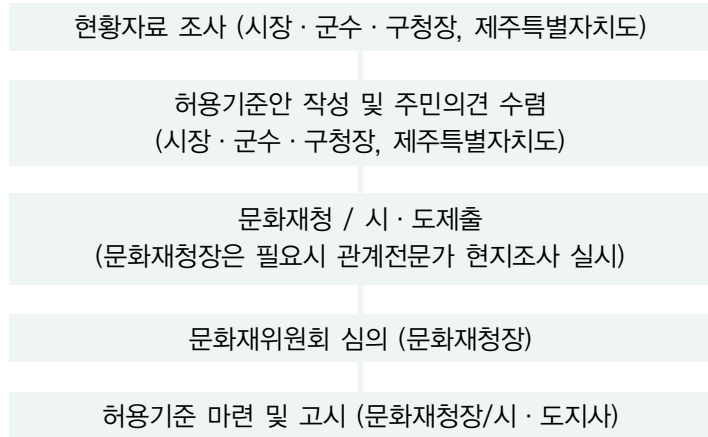 현황자료 조사 (시장 · 군수 · 구청장, 제주특별자치도)
허용기준안 작성 및 주민의견 수렴
(시장 · 군수 · 구청장, 제주특별자치도)
문화재청 / 시 · 도제출
(문화재청장은 필요시 관계전문가 현지조사 실시)
문화재위원회 심의 (문화재청장)
허용기준 마련 및 고시 (문화재청장/시 · 도지사)